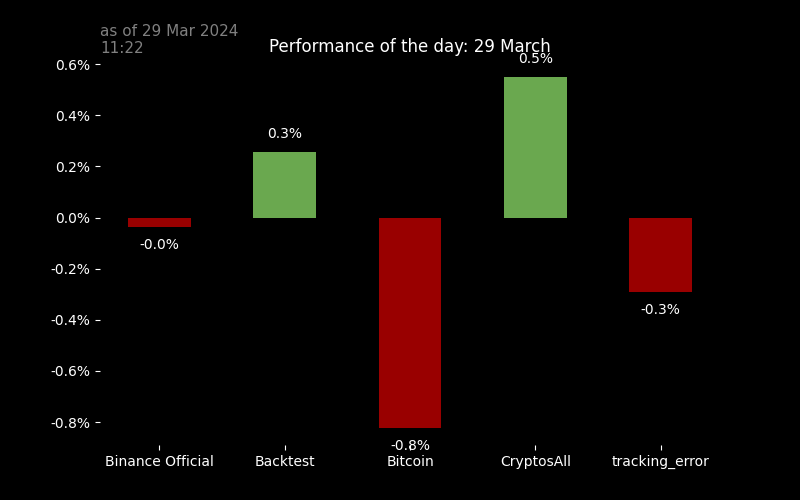 as of 29 Mar 2024
11:22
Performance of the day: 29 March
0.6%
0.4%
0.2%
0.0%
-0.2%
-0.4%
-0.6%
-0.8%
-0.0%
0.3%
-0.8%
0.5%
-0.3%
Binance Official
Backtest
Bitcoin
CryptosAll
tracking_error